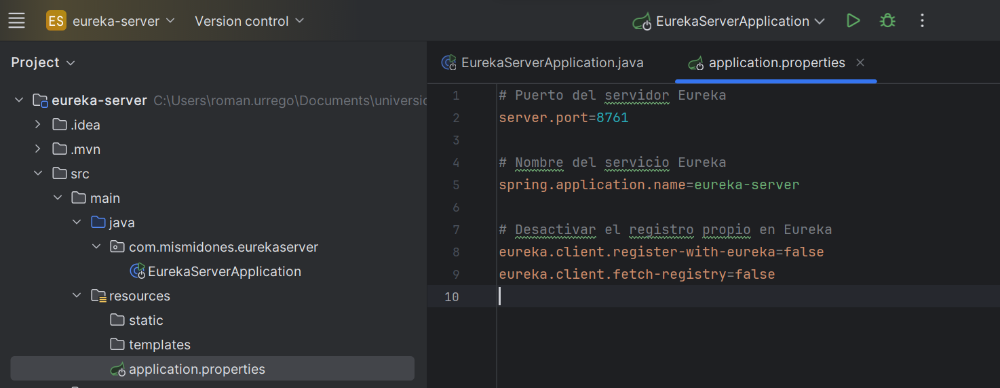 ES eureka-server Version control EurekaServerApplication
Project
EurekaServerApplication.java application.properties
eureka-server C:\Users\roman.urrego\Documents\universic
.idea
.mvn
src
main
java
com.mismidones.eurekaserver
EurekaServerApplication
resources
static
templates
application.properties
1 # Puerto del servidor Eureka
2 server.port=8761
3
4 # Nombre del servicio Eureka
5 spring.application.name=eureka-server
6
7 # Desactivar el registro propio en Eureka
8 eureka.client.register-with-eureka=false
9 eureka.client.fetch-registry=false
10